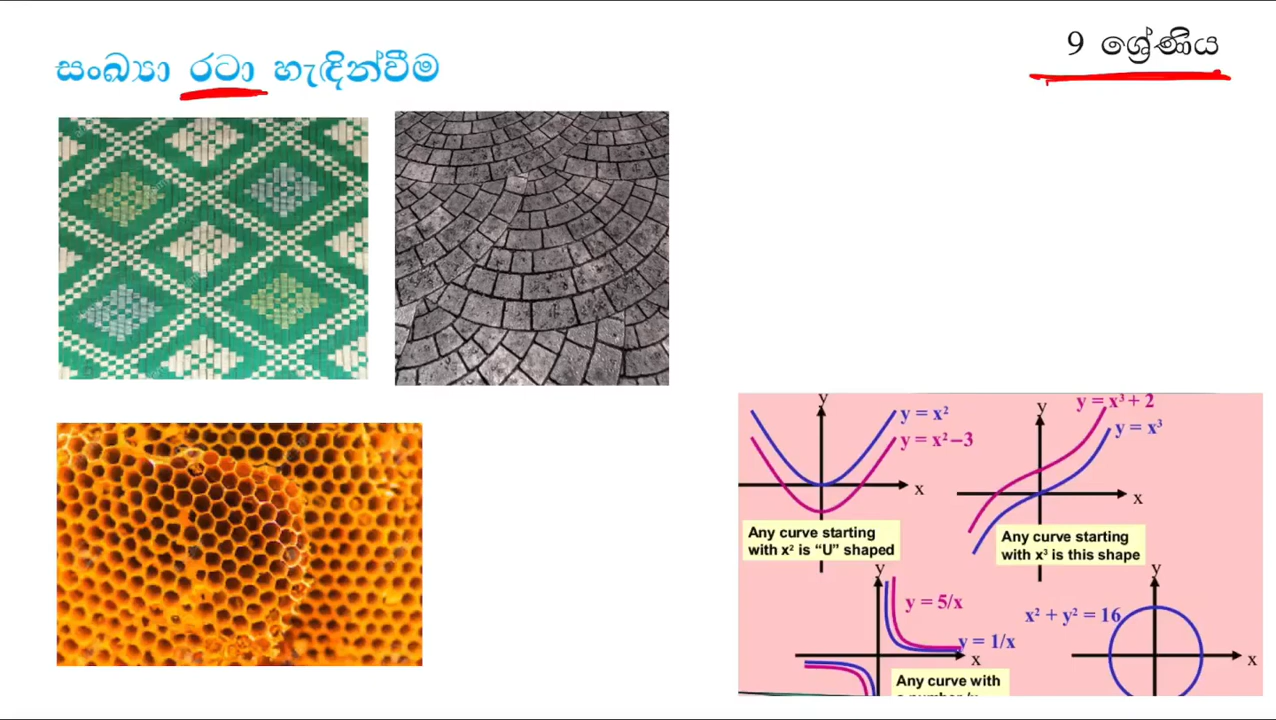 9 ශ්‍රේණිය
සංඛ්‍යා රටා හැඳින්වීම
y
y = x²
y = x²−3
x
Any curve starting
with x² is “U” shaped
y
y = x³ + 2
y = x³
x
Any curve starting
with x³ is this shape
y
y = 5/x
y = 1/x
x
Any curve with
y
x² + y² = 16
x